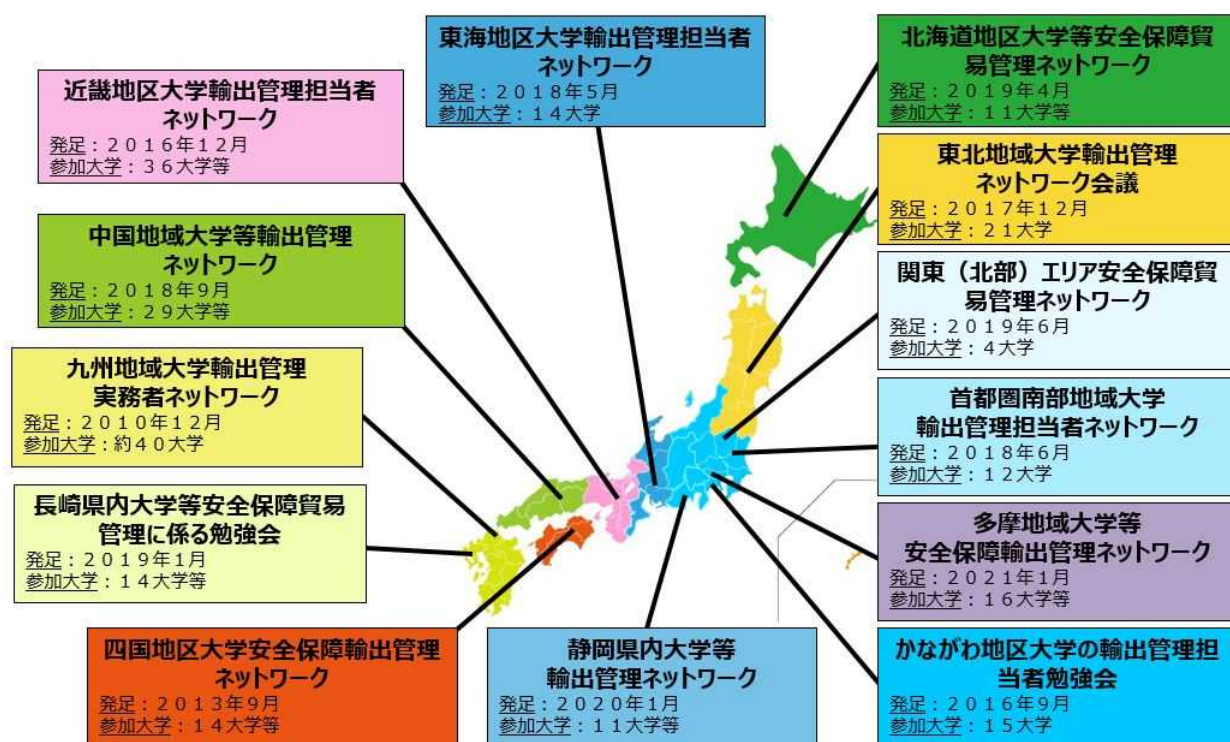 東海地区大学輸出管理担当者
ネットワーク
発足：２０１８年５月
参加大学：１４大学
北海道地区大学等安全保障貿
易管理ネットワーク
発足：２０１９年４月
参加大学：１１大学等
近畿地区大学輸出管理担当者
ネットワーク
発足：２０１６年１２月
参加大学：３６大学等
東北地域大学輸出管理
ネットワーク会議
発足：２０１７年１２月
参加大学：２１大学
中国地域大学等輸出管理
ネットワーク
発足：２０１８年９月
参加大学：２９大学等
関東（北部）エリア安全保障貿
易管理ネットワーク
発足：２０１９年６月
参加大学：４大学
九州地域大学輸出管理
実務者ネットワーク
発足：２０１０年１２月
参加大学：約４０大学
首都圏南部地域大学
輸出管理担当者ネットワーク
発足：２０１８年６月
参加大学：１２大学
長崎県内大学等安全保障貿易
管理に係る勉強会
発足：２０１９年１月
参加大学：１４大学等
多摩地域大学等
安全保障輸出管理ネットワーク
発足：２０２１年１月
参加大学：１６大学等
四国地区大学安全保障輸出管理
ネットワーク
発足：２０１３年９月
参加大学：１４大学等
静岡県内大学等
輸出管理ネットワーク
発足：２０２０年１月
参加大学：１１大学等
かながわ地区大学の輸出管理担
当者勉強会
発足：２０１６年９月
参加大学：１５大学